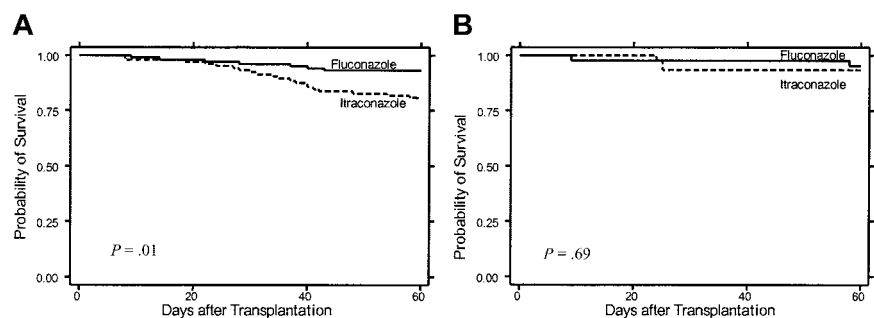 A
1.00
0.75
0.50
0.25
0.00
Probability of Survival
Fluconazole
Itraconazole
P = .01
0
20
40
60
Days after Transplantation
B
1.00
0.75
0.50
0.25
0.00
Probability of Survival
Fluconazole
Itraconazole
P = .69
0
20
40
60
Days after Transplantation